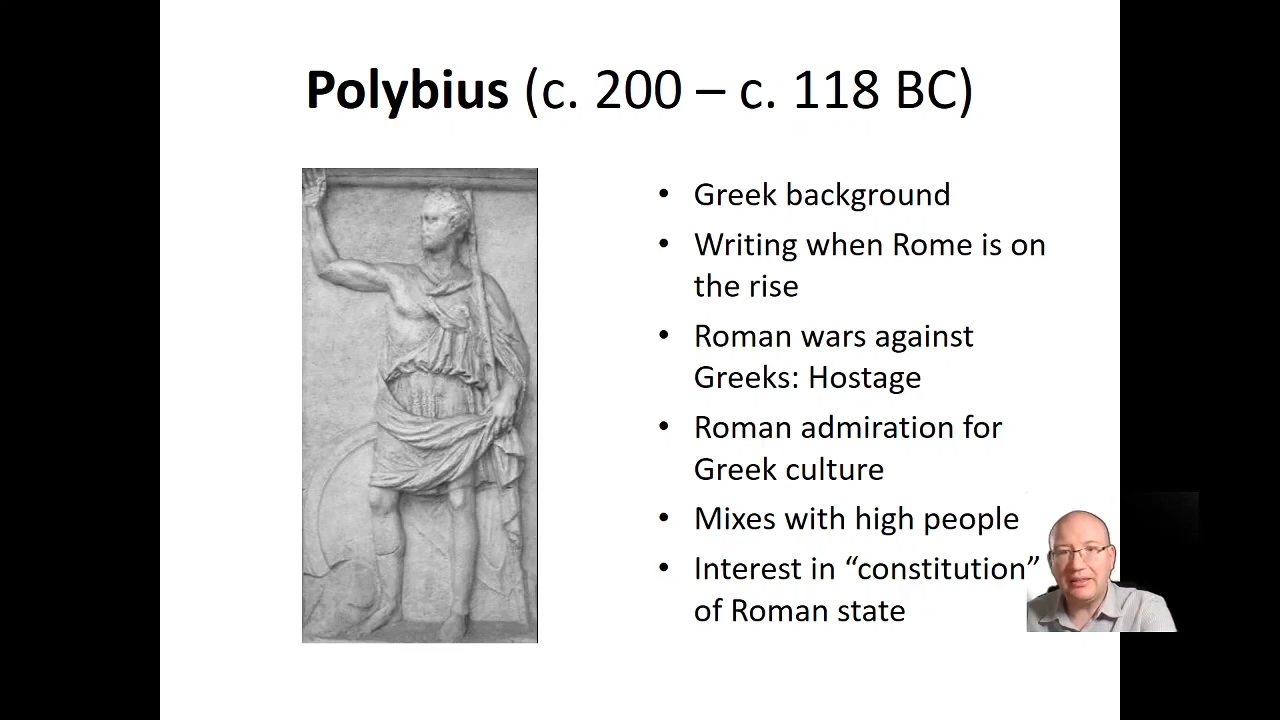 Polybius (c. 200 – c. 118 BC)
• Greek background
• Writing when Rome is on
the rise
• Roman wars against
Greeks: Hostage
• Roman admiration for
Greek culture
• Mixes with high people
• Interest in “constitution”
of Roman state